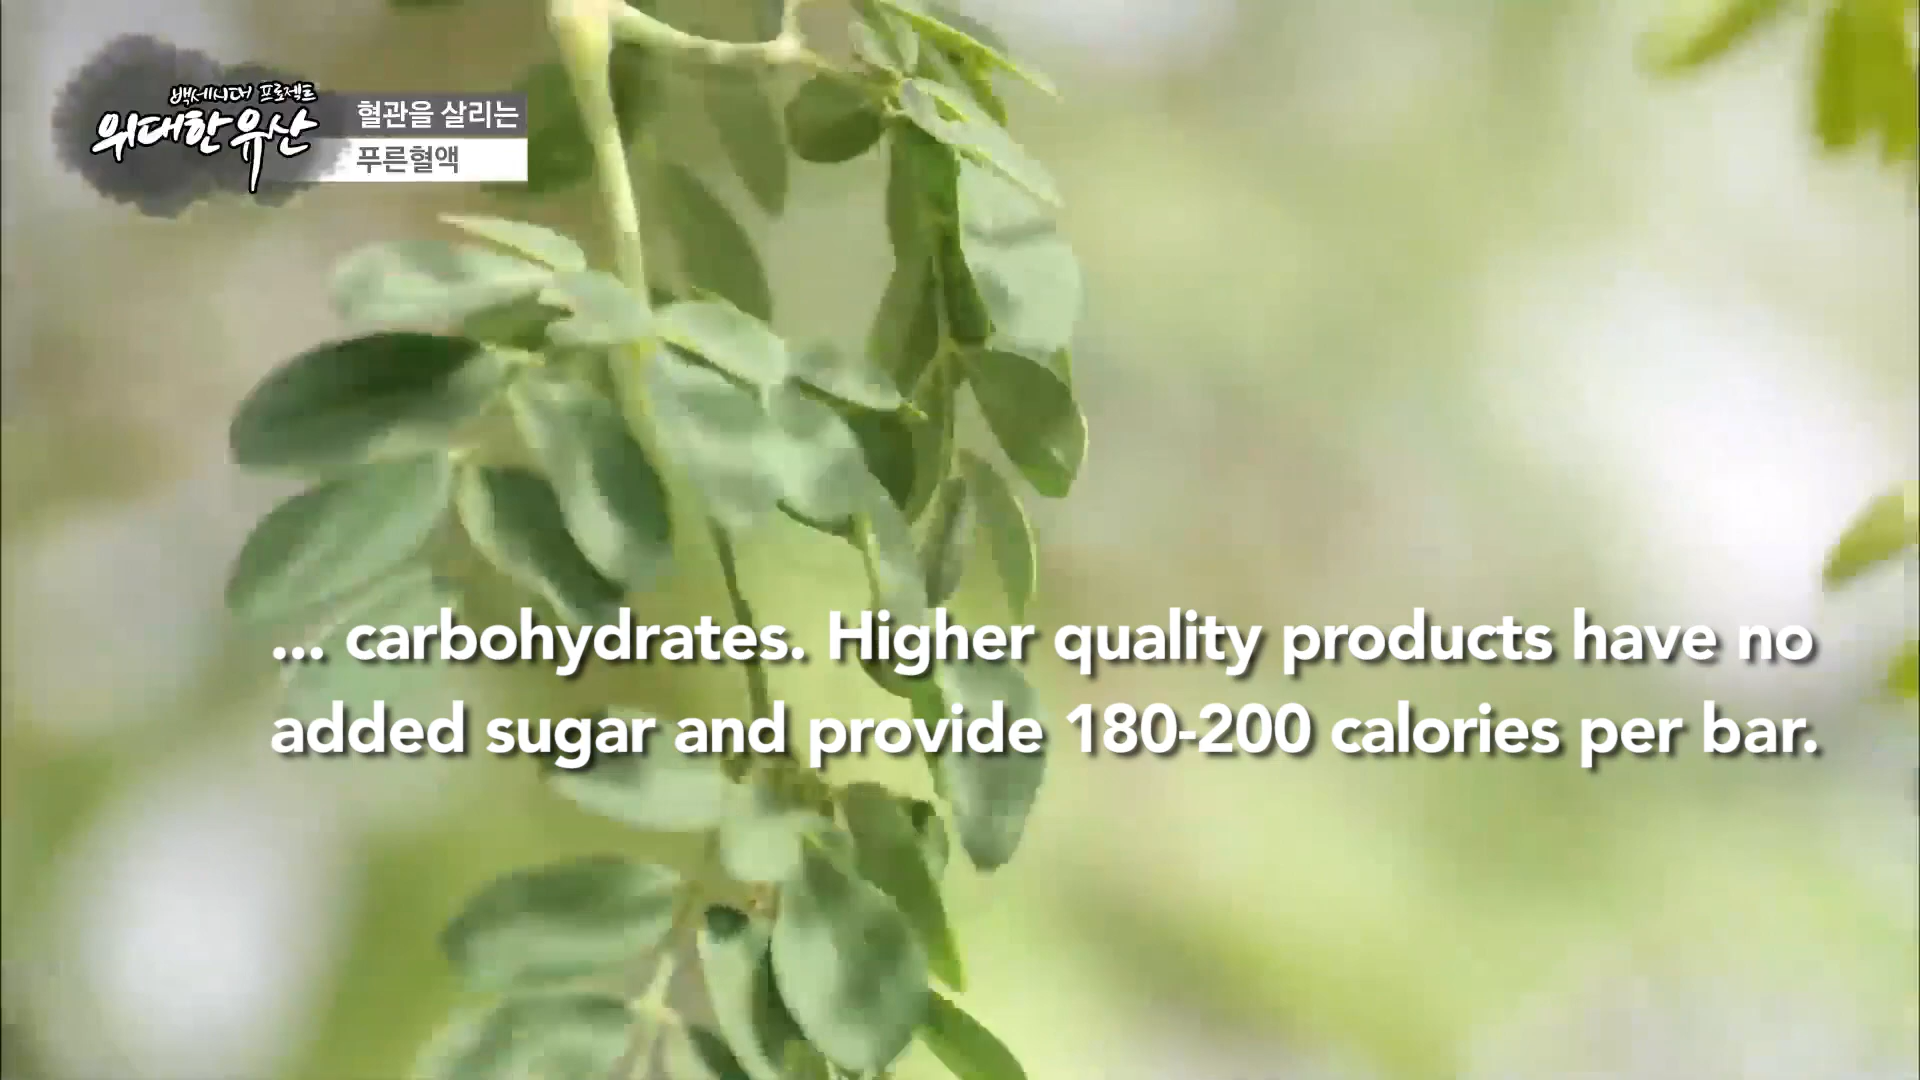 백세시대 프로젝트
위대한 유산
혈관을 살리는
푸른혈액
... carbohydrates. Higher quality products have no
added sugar and provide 180-200 calories per bar.